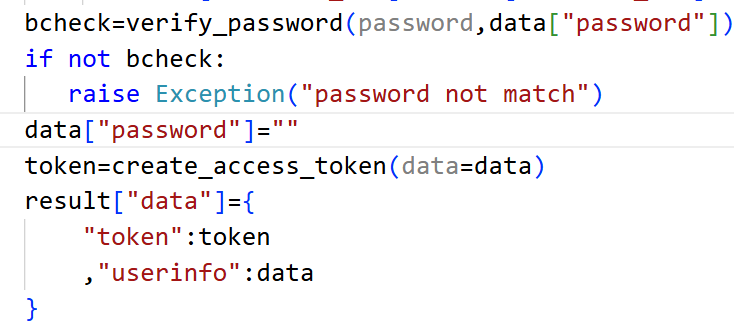 bcheck=verify_password(password,data["password"])
if not bcheck:
raise Exception("password not match")
data["password"]=""
token=create_access_token(data=data)
result["data"]={
"token":token
,"userinfo":data
}